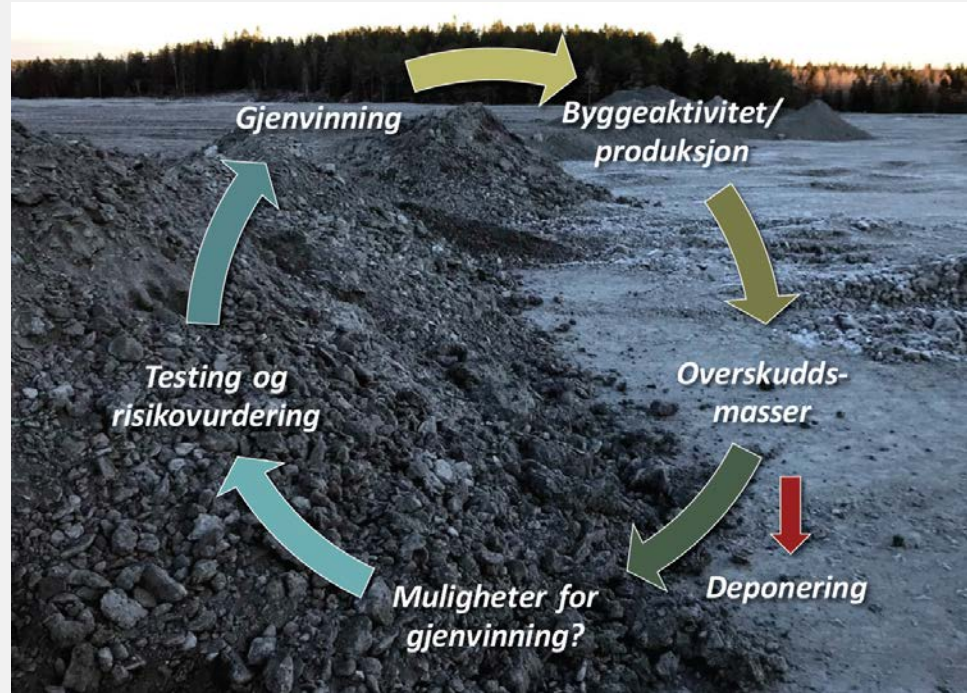 Gjenvinning
Byggeaktivitet/
produksjon
Overskudds-
masser
Deponering
Muligheter for
gjenvinning?
Testing og
risikovurdering